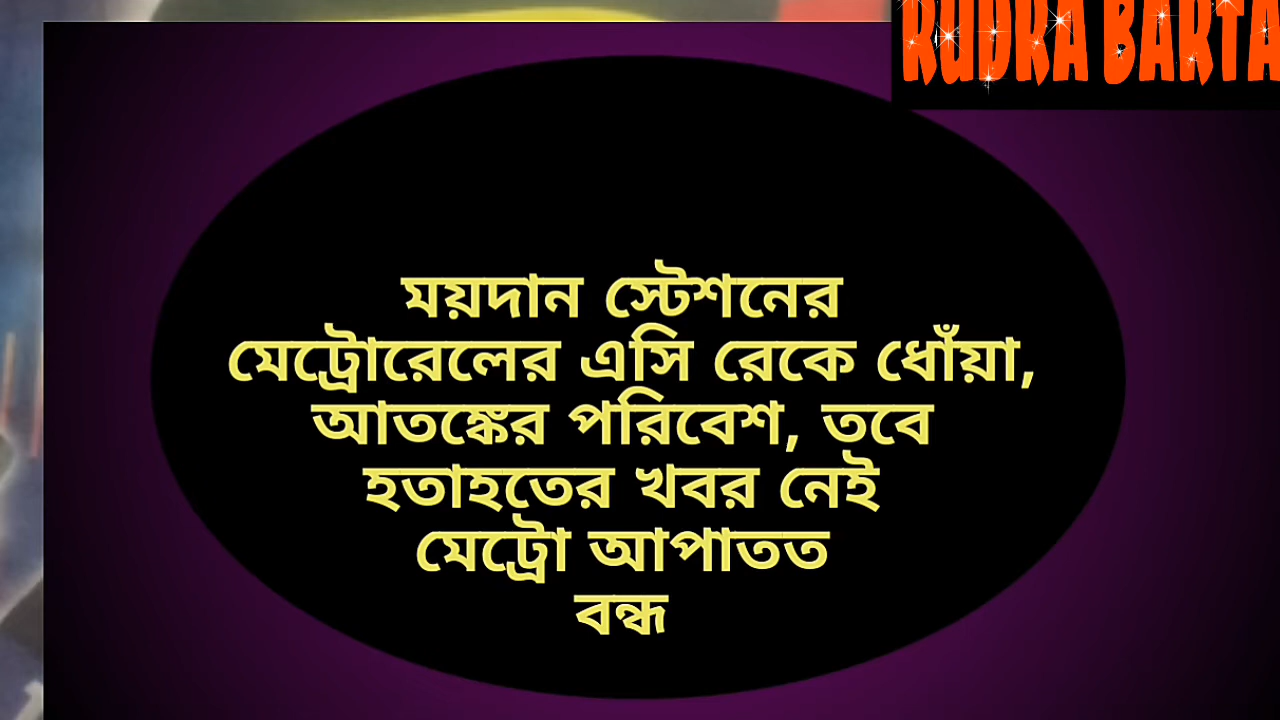 RUDRA BARTA
ময়দান স্টেশনের
মেট্রোরেলের এসি রেকে ধোঁয়া,
আতঙ্কের পরিবেশ, তবে
হতাহতের খবর নেই
মেট্রো আপাতত
বন্ধ